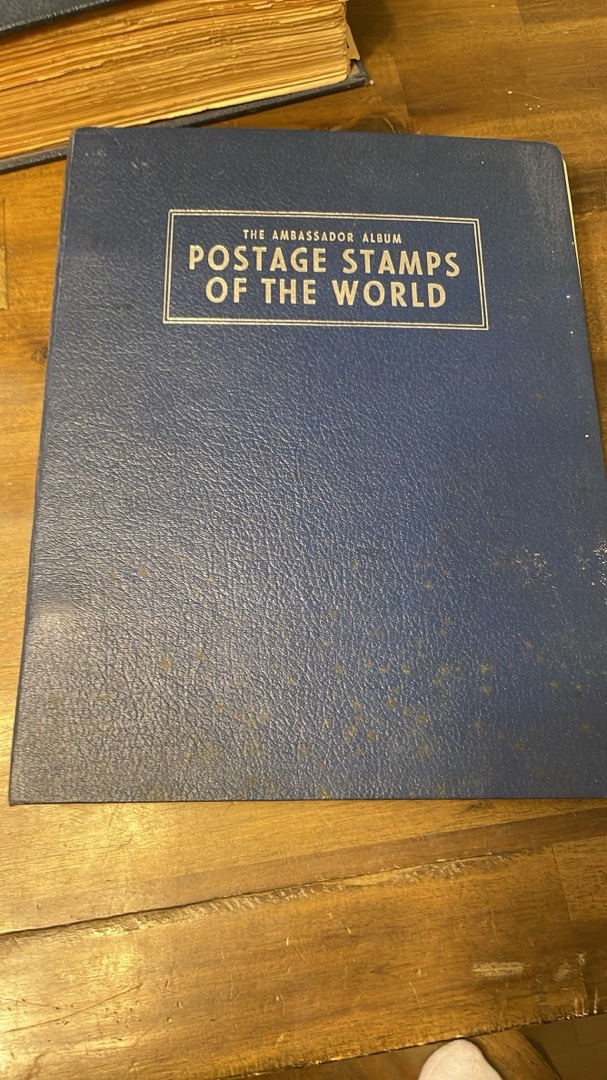 THE AMBASSADOR ALBUM
POSTAGE STAMPS
OF THE WORLD